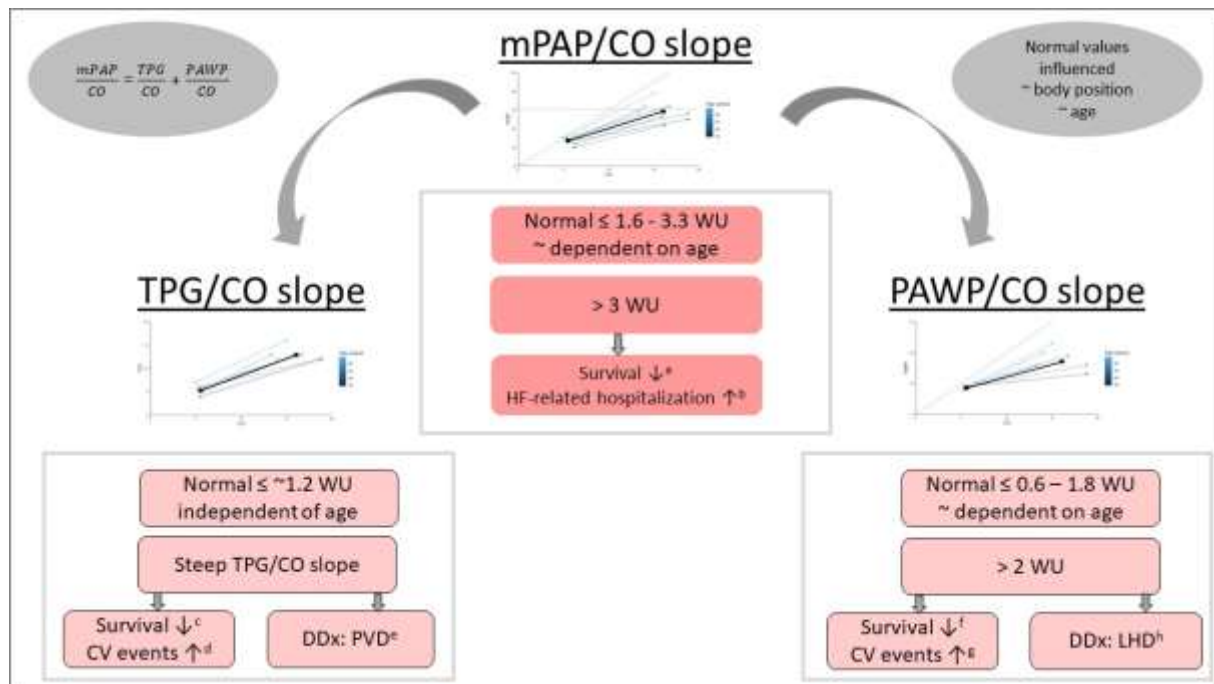 mPAP/CO slope
mPAP/CO = TPG/CO + PAWP/CO
Normal values
influenced
~ body position
~ age
Normal ≤ 1.6 - 3.3 WU
~ dependent on age
> 3 WU
Survival ↓ᵃ
HF-related hospitalization ↑ᵇ
TPG/CO slope
Normal ≤ ~1.2 WU
independent of age
Steep TPG/CO slope
Survival ↓ᶜ
CV events ↑ᵈ
DDx: PVDᵉ
PAWP/CO slope
Normal ≤ 0.6 – 1.8 WU
~ dependent on age
> 2 WU
Survival ↓ᶠ
CV events ↑ᵍ
DDx: LHDʰ